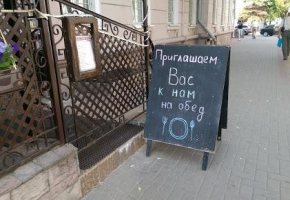 Приглашаем
Вас
к нам
на обед